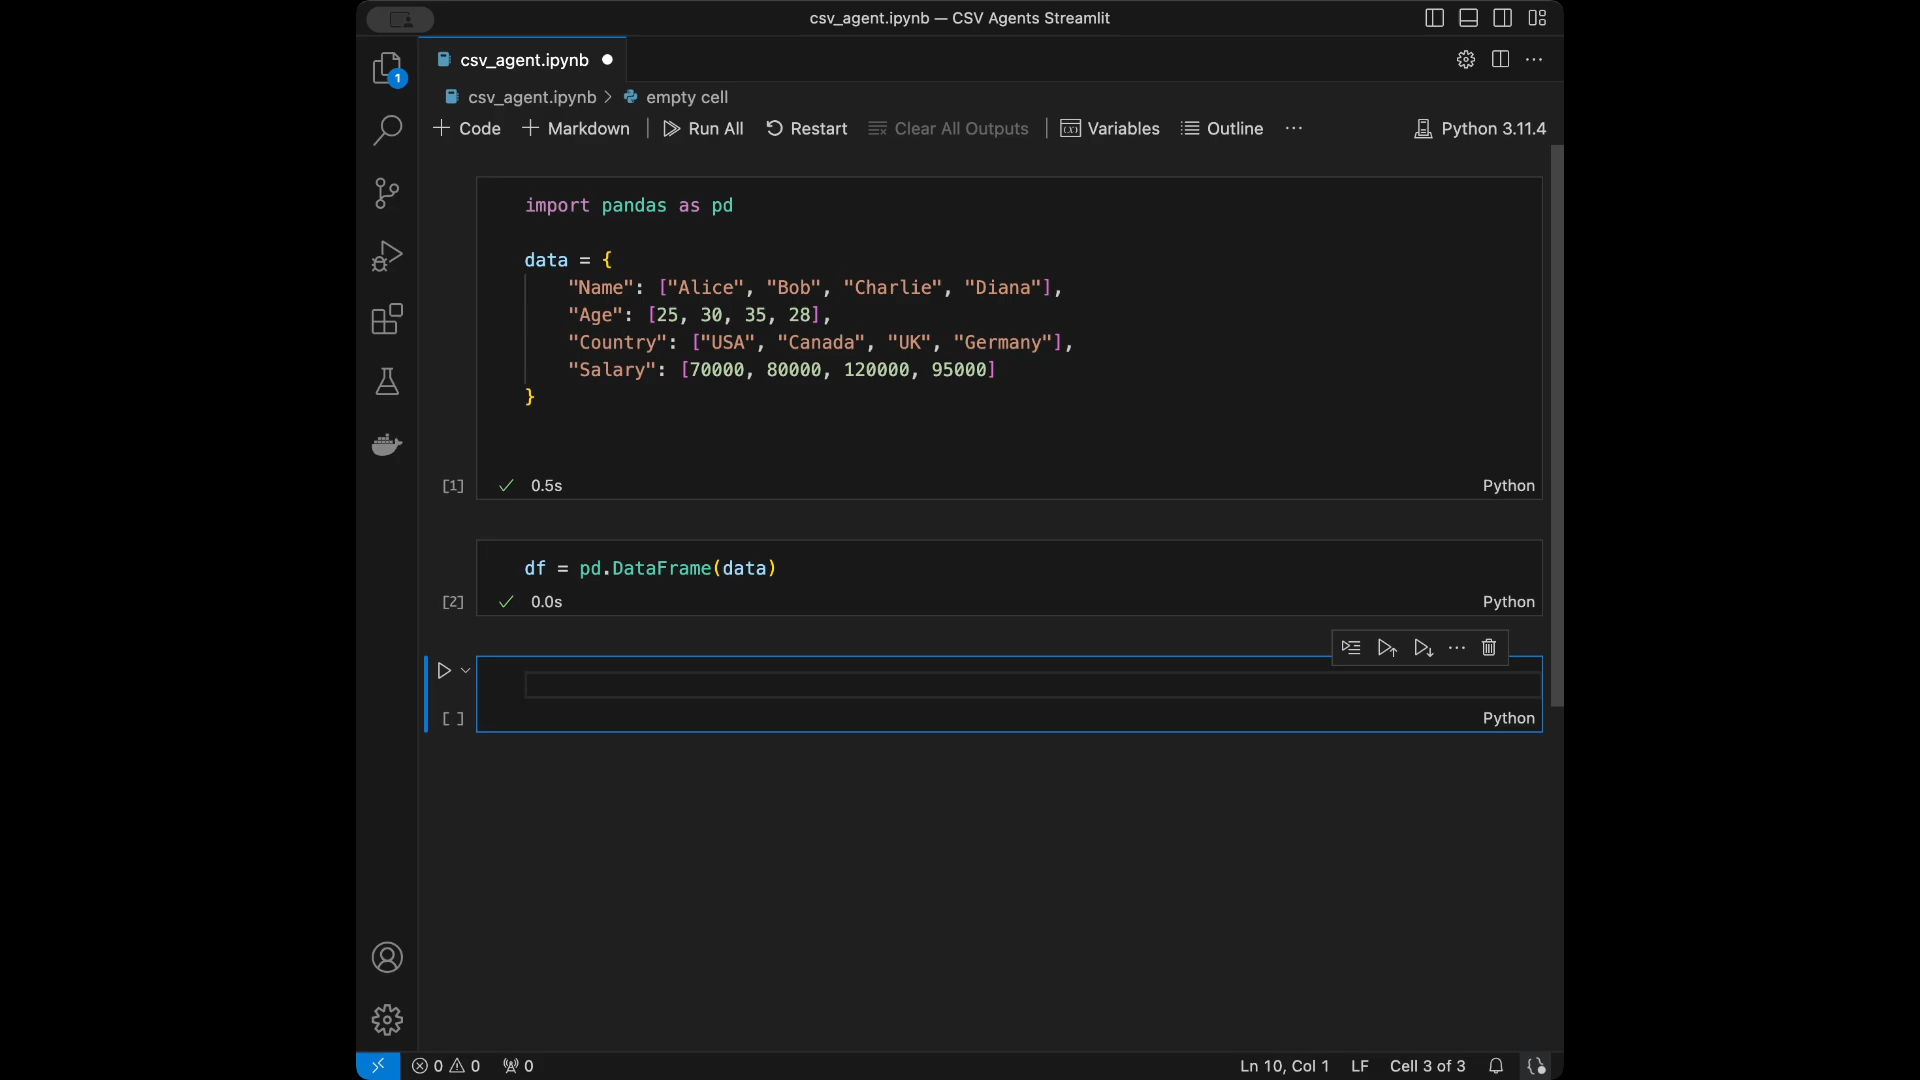 csv_agent.ipynb — CSV Agents Streamlit
1
csv_agent.ipynb
csv_agent.ipynb > empty cell
+ Code + Markdown | Run All Restart Clear All Outputs | Variables Outline ... Python 3.11.4
import pandas as pd
data = {
"Name": ["Alice", "Bob", "Charlie", "Diana"],
"Age": [25, 30, 35, 28],
"Country": ["USA", "Canada", "UK", "Germany"],
"Salary": [70000, 80000, 120000, 95000]
}
[1] ✓ 0.5s Python
df = pd.DataFrame(data)
[2] ✓ 0.0s Python
[ ] Python
0 0 0 Ln 10, Col 1 LF Cell 3 of 3